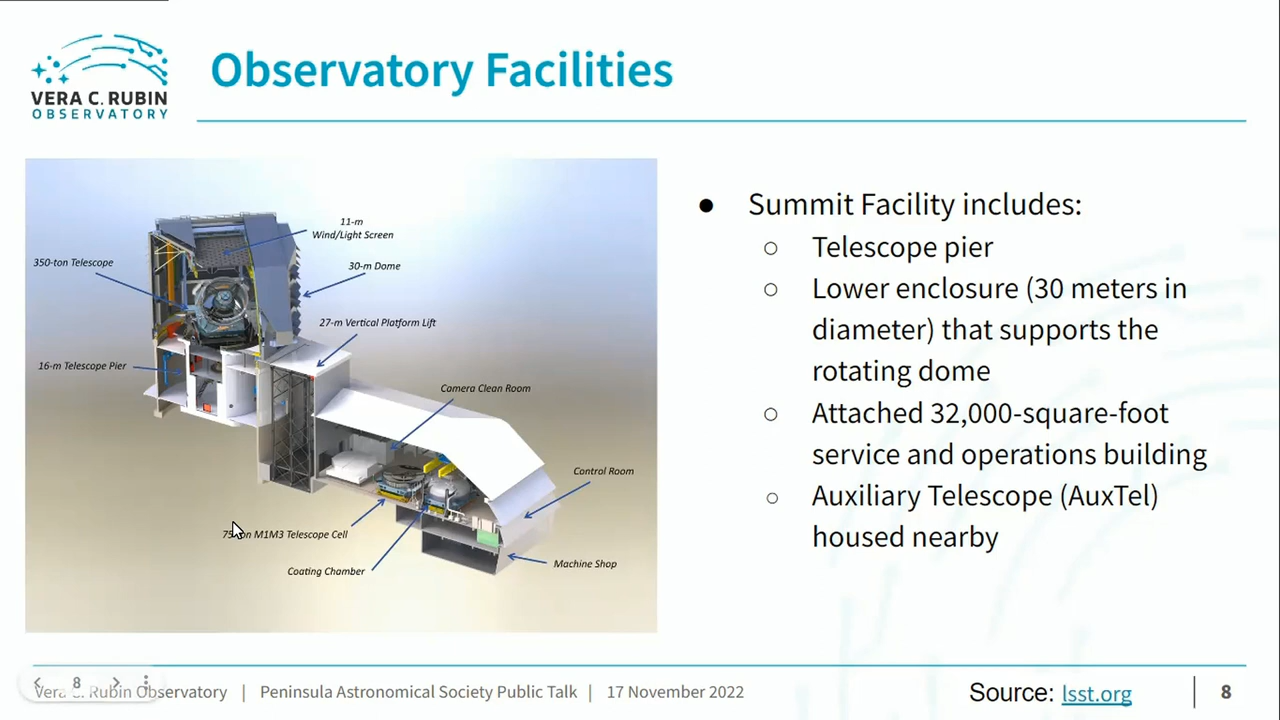 VERA C. RUBIN
OBSERVATORY
Observatory Facilities
11-m
Wind/Light Screen
350-ton Telescope
30-m Dome
27-m Vertical Platform Lift
16-m Telescope Pier
Camera Clean Room
Control Room
M1M3 Telescope Cell
Coating Chamber
Machine Shop
● Summit Facility includes:
○ Telescope pier
○ Lower enclosure (30 meters in
diameter) that supports the
rotating dome
○ Attached 32,000-square-foot
service and operations building
○ Auxiliary Telescope (AuxTel)
housed nearby
8
Vera C. Rubin Observatory | Peninsula Astronomical Society Public Talk | 17 November 2022
Source: lsst.org
8